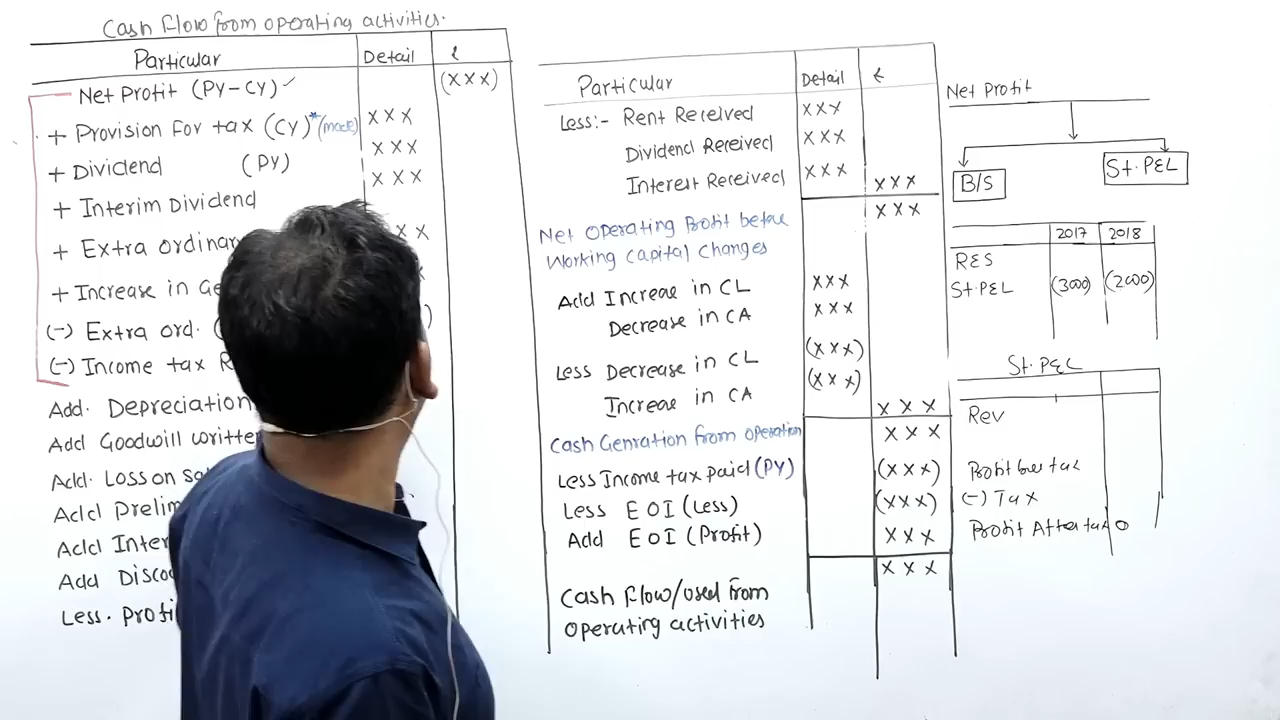 Cash flow from operating activities.
Particular Detail ₹
Net Profit (PY-CY) ✓ (XXX)
+ Provision for tax (CY)* (made) XXX
+ Dividend (PY) XXX
+ Interim Dividend XXX
+ Extra ordinar XX
+ Increase in Ge
(-) Extra ord. (
(-) Income tax R
Add. Depreciation
Add Goodwill writte
Add. Loss on sa
Add Prelim
Add Inter
Add Disco
Less. Profi
Particular Detail ₹
Less:- Rent Received XXX
Dividend Received XXX
Interest Received XXX XXX
XXX
Net Operating Profit before
Working Capital Changes
Add Increae in CL XXX
Decrease in CA XXX
Less Decrease in CL (XXX)
Increase in CA (XXX)
XXX
Cash Genration from operation XXX
Less Income tax paid (PY) (XXX)
Less EOI (Less) (XXX)
Add EOI (Profit) XXX
XXX
Cash flow/used from
Operating activities
Net Profit
B/S St. P&L
2017 2018
R&S
St. P&L (3000) (2000)
St. P&L
Rev
Profit
(-) Tax
Profit After tax 0